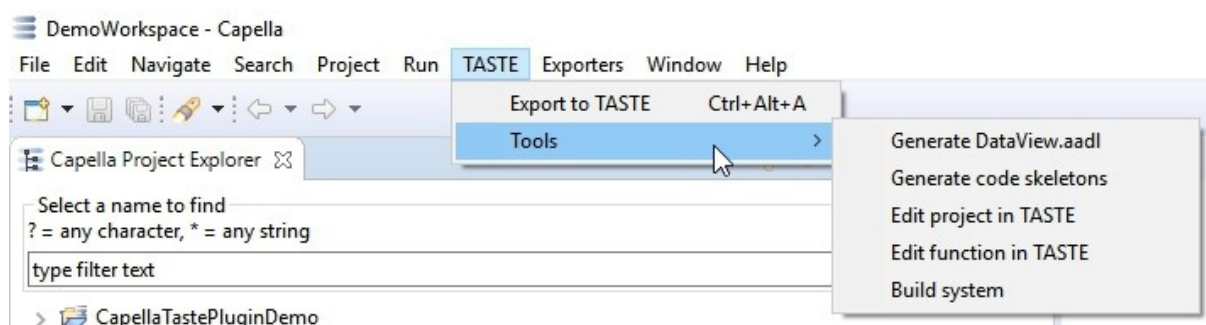 DemoWorkspace - Capella
File Edit Navigate Search Project Run TASTE Exporters Window Help
Export to TASTE Ctrl+Alt+A
Tools >
Generate DataView.aadl
Generate code skeletons
Edit project in TASTE
Edit function in TASTE
Build system
Capella Project Explorer
Select a name to find
? = any character, * = any string
type filter text
CapellaTastePluginDemo